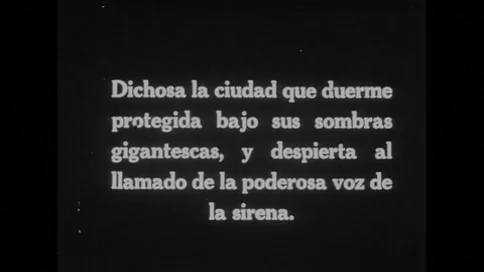 Dichosa la ciudad que duerme
protegida bajo sus sombras
gigantescas, y despierta al
llamado de la poderosa voz de
la sirena.